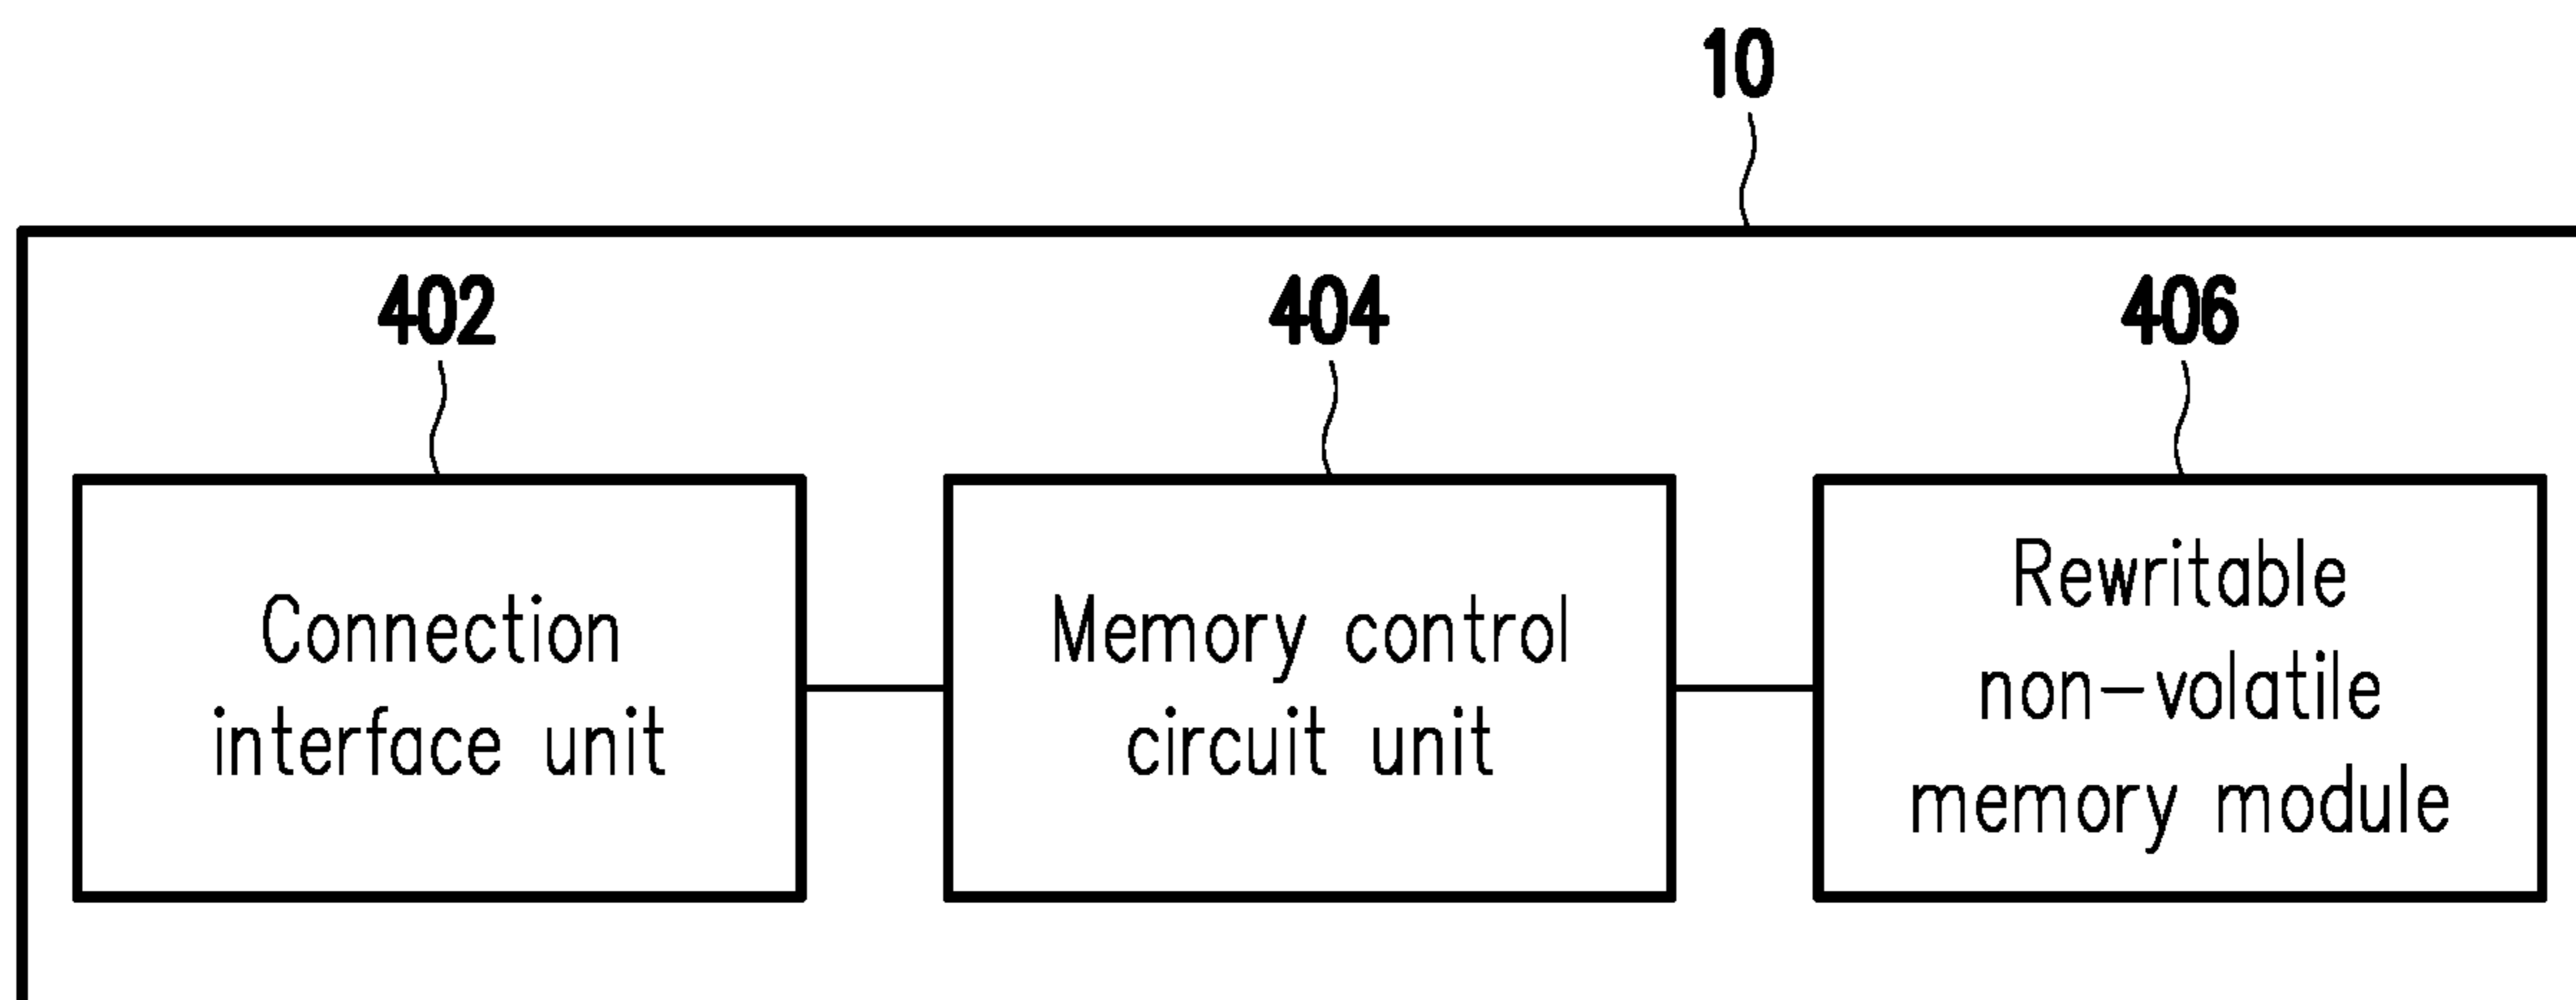 10
402
404
406
Connection
interface unit
Memory control
circuit unit
Rewritable
non-volatile
memory module